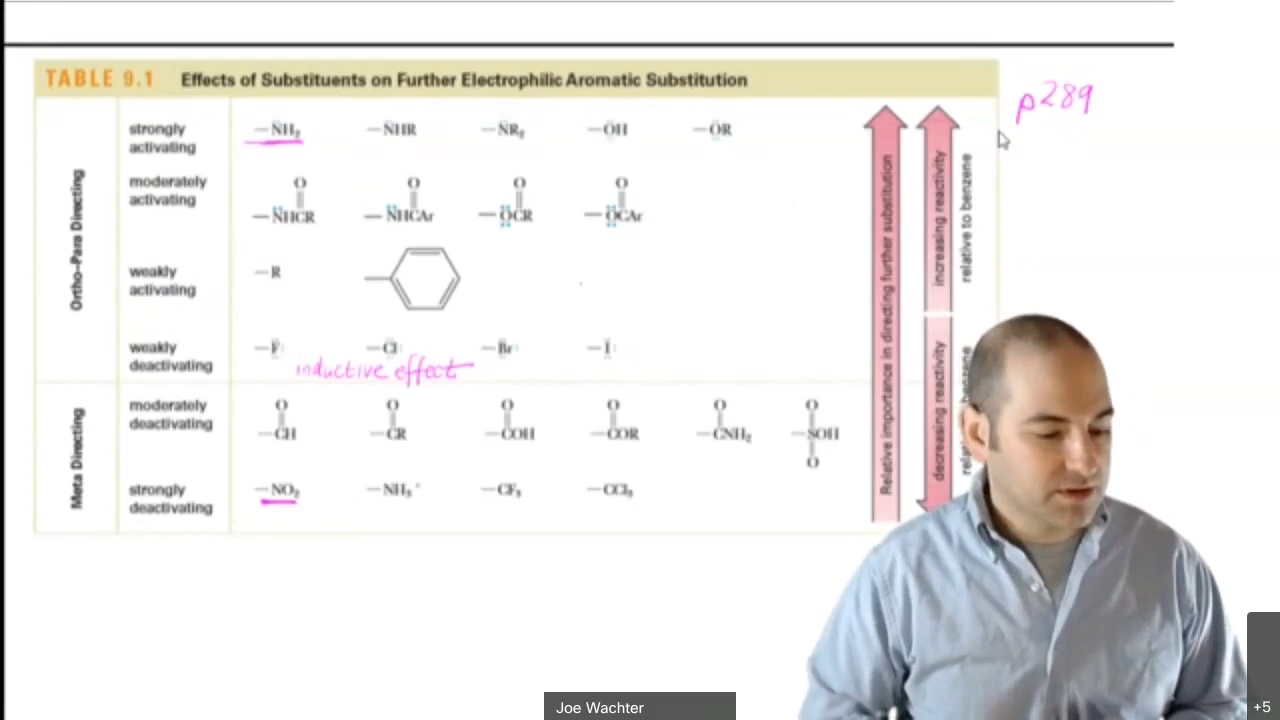 TABLE 9.1 Effects of Substituents on Further Electrophilic Aromatic Substitution
p289
Ortho–Para Directing
strongly
activating
—NH₂ —NHR —NR₂ —OH —OR
moderately
activating
O O O O
—NHCR —NHCAr —OCR —OCAr
weakly
activating
—R
weakly
deactivating
—F: —Cl: —Br: —I:
inductive effect
Meta Directing
moderately
deactivating
O O O O O O
—CH —CR —COH —COR —CNH₂ —SOH
O
strongly
deactivating
—NO₂ —NH₃⁺ —CF₃ —CCl₃
Relative importance in directing further substitution
increasing reactivity
relative to benzene
decreasing reactivity
Joe Wachter
+5